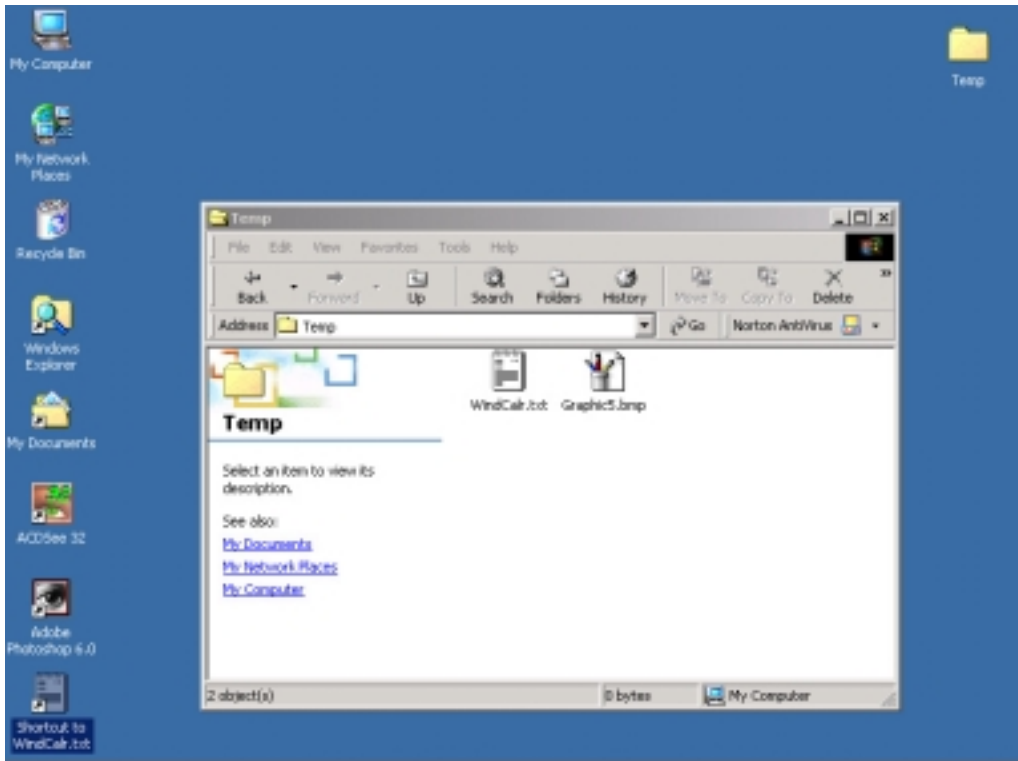 My Computer
My Network
Places
Recycle Bin
Windows
Explorer
My Documents
ACDSee 32
Adobe
Photoshop 6.0
Shortcut to
WindCalr.txt
Temp
Temp
File Edit View Favorites Tools Help
Back Forward Up Search Folders History Move To Copy To Delete »
Address Temp Go Norton AntiVirus
WindCalr.txt Graphic5.bmp
Temp
Select an item to view its
description.
See also:
My Documents
My Network Places
My Computer
2 object(s) 0 bytes My Computer